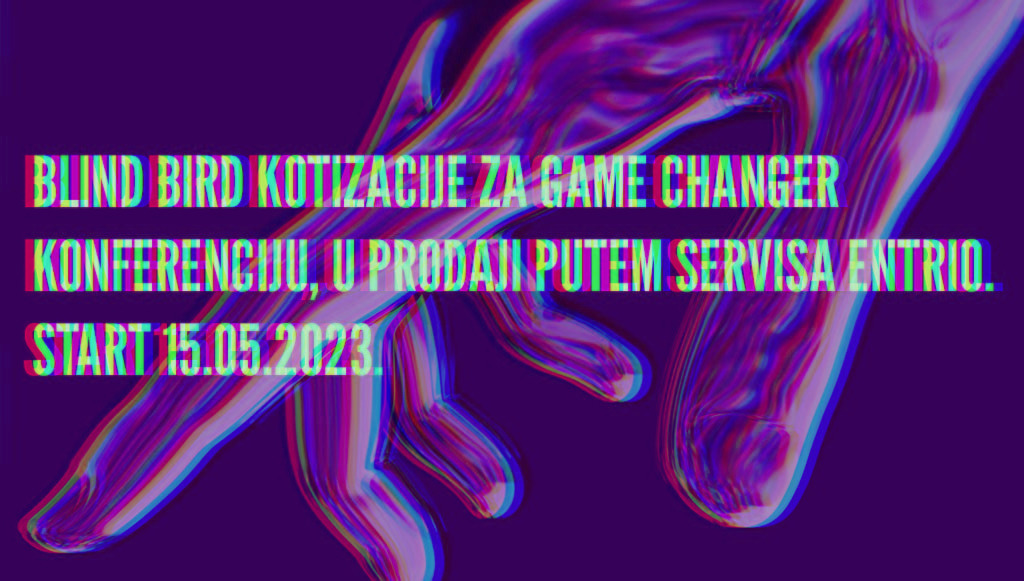 BLIND BIRD KOTIZACIJE ZA GAME CHANGER
KONFERENCIJU, U PRODAJI PUTEM SERVISA ENTRIO.
START 15.05.2023.